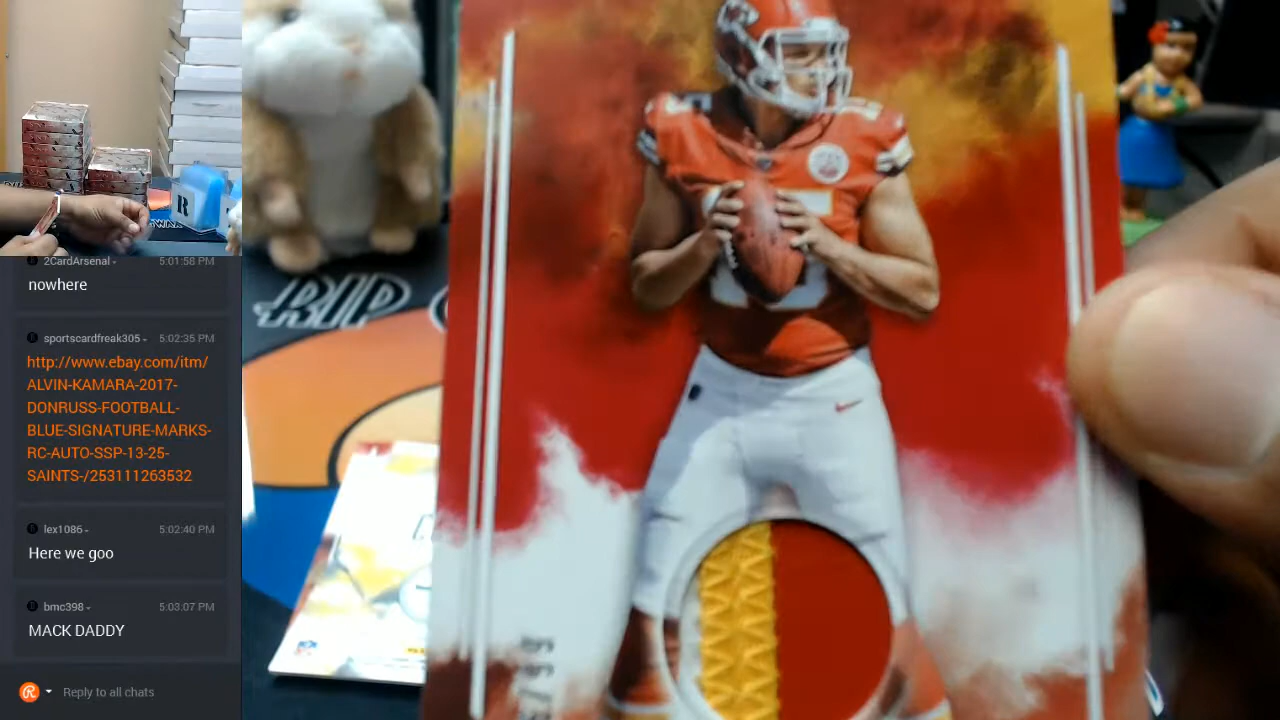 2CardArsenal 5:01:58 PM
nowhere
sportscardfreak305 5:02:35 PM
http://www.ebay.com/itm/
ALVIN-KAMARA-2017-
DONRUSS-FOOTBALL-
BLUE-SIGNATURE-MARKS-
RC-AUTO-SSP-13-25-
SAINTS-/253111263532
lex1086 5:02:40 PM
Here we goo
bmc398 5:03:07 PM
MACK DADDY
Reply to all chats
RIP
R